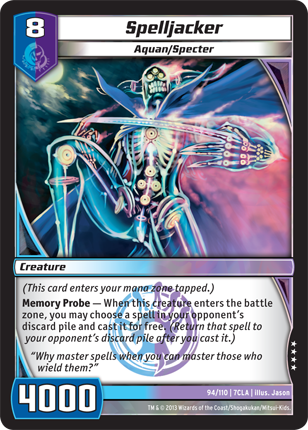 8
Spelljacker
Aquan/Specter
Creature
(This card enters your mana zone tapped.)
Memory Probe — When this creature enters the battle
zone, you may choose a spell in your opponent's
discard pile and cast it for free. (Return that spell to
your opponent's discard pile after you cast it.)
"Why master spells when you can master those who
wield them?"
94/110 | 7CLA | Illus. Jason
4000
TM & © 2013 Wizards of the Coast/Shogakukan/Mitsui-Kids.